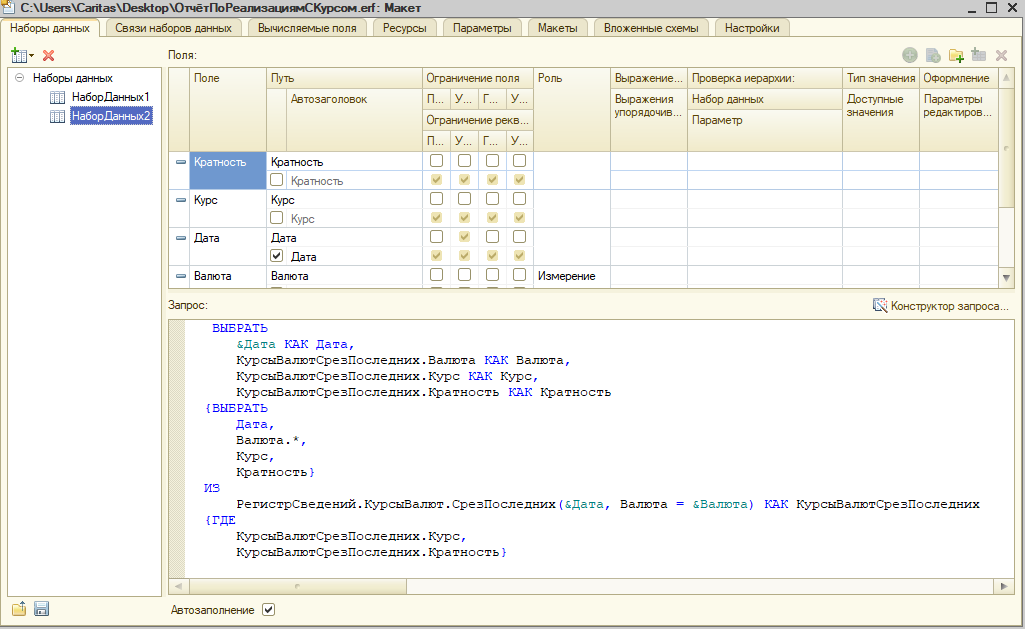 C:\Users\Caritas\Desktop\ОтчётПоРеализациямСКурсом.erf: Макет
Наборы данных
Связи наборов данных
Вычисляемые поля
Ресурсы
Параметры
Макеты
Вложенные схемы
Настройки
Поля:
Наборы данных
НаборДанных1
НаборДанных2
Поле
Путь
Ограничение поля
Роль
Выражение...
Проверка иерархии:
Тип значения
Оформление
Автозаголовок
П...
У...
Г...
У...
Выражения упорядочив...
Набор данных
Доступные значения
Параметры редактиров...
Ограничение рекв...
Параметр
П...
У...
Г...
У...
Кратность
Кратность
Кратность
Курс
Курс
Курс
Дата
Дата
Дата
Валюта
Валюта
Измерение
Запрос:
Конструктор запроса...
ВЫБРАТЬ
&Дата КАК Дата,
КурсыВалютСрезПоследних.Валюта КАК Валюта,
КурсыВалютСрезПоследних.Курс КАК Курс,
КурсыВалютСрезПоследних.Кратность КАК Кратность
{ВЫБРАТЬ
Дата,
Валюта.*,
Курс,
Кратность}
ИЗ
РегистрСведений.КурсыВалют.СрезПоследних(&Дата, Валюта = &Валюта) КАК КурсыВалютСрезПоследних
{ГДЕ
КурсыВалютСрезПоследних.Курс,
КурсыВалютСрезПоследних.Кратность}
Автозаполнение